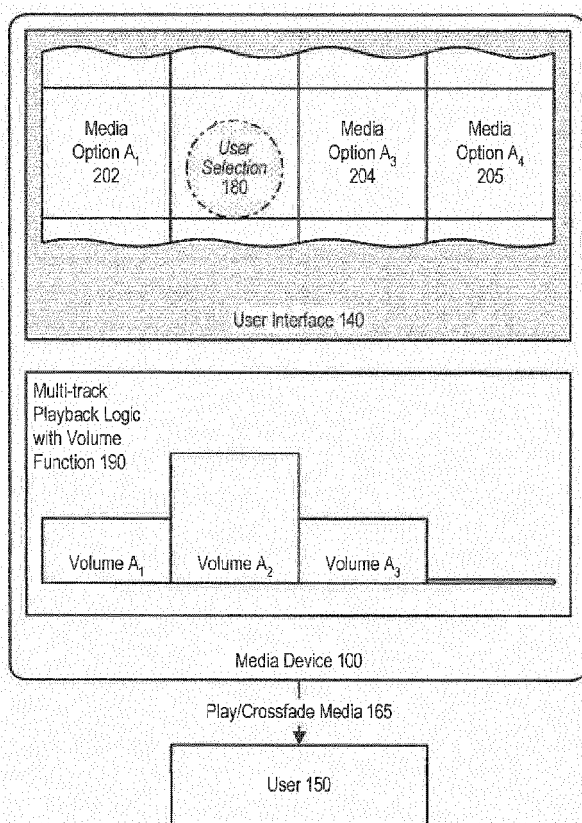 Media
Option A₁
202
User
Selection
180
Media
Option A₃
204
Media
Option A₄
205
User Interface 140
Multi-track
Playback Logic
with Volume
Function 190
Volume A₁
Volume A₂
Volume A₃
Media Device 100
Play/Crossfade Media 165
User 150